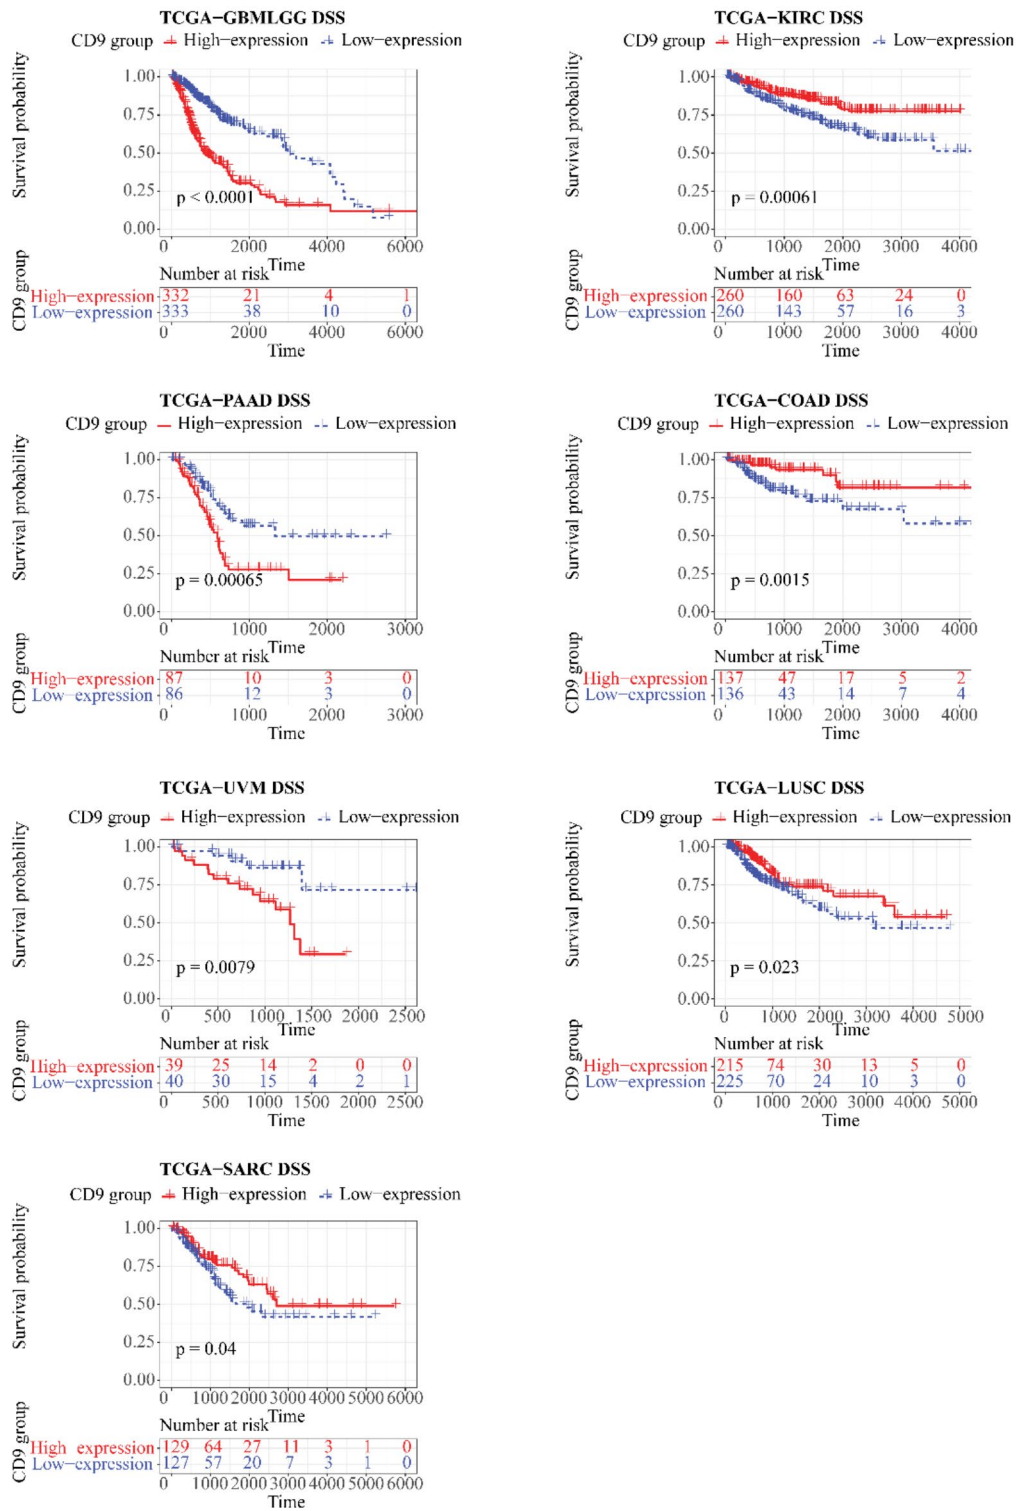 TCGA−GBMLGG DSS
CD9 group High−expression Low−expression
Survival probability
1.00
0.75
0.50
0.25
0.00
p < 0.0001
0 2000 4000 6000
Time
Number at risk
CD9 group
High−expression 332 21 4 1
Low−expression 333 38 10 0
0 2000 4000 6000
Time
TCGA−KIRC DSS
CD9 group High−expression Low−expression
Survival probability
1.00
0.75
0.50
0.25
0.00
p = 0.00061
0 1000 2000 3000 4000
Time
Number at risk
CD9 group
High−expression 260 160 63 24 0
Low−expression 260 143 57 16 3
0 1000 2000 3000 4000
Time
TCGA−PAAD DSS
CD9 group High−expression Low−expression
Survival probability
1.00
0.75
0.50
0.25
0.00
p = 0.00065
0 1000 2000 3000
Time
Number at risk
CD9 group
High−expression 87 10 3 0
Low−expression 86 12 3 0
0 1000 2000 3000
Time
TCGA−COAD DSS
CD9 group High−expression Low−expression
Survival probability
1.00
0.75
0.50
0.25
0.00
p = 0.0015
0 1000 2000 3000 4000
Time
Number at risk
CD9 group
High−expression 137 47 17 5 2
Low−expression 136 43 14 7 4
0 1000 2000 3000 4000
Time
TCGA−UVM DSS
CD9 group High−expression Low−expression
Survival probability
1.00
0.75
0.50
0.25
0.00
p = 0.0079
0 500 1000 1500 2000 2500
Time
Number at risk
CD9 group
High−expression 39 25 14 2 0 0
Low−expression 40 30 15 4 2 1
0 500 1000 1500 2000 2500
Time
TCGA−LUSC DSS
CD9 group High−expression Low−expression
Survival probability
1.00
0.75
0.50
0.25
0.00
p = 0.023
0 1000 2000 3000 4000 5000
Time
Number at risk
CD9 group
High−expression 215 74 30 13 5 0
Low−expression 225 70 24 10 3 0
0 1000 2000 3000 4000 5000
Time
TCGA−SARC DSS
CD9 group High−expression Low−expression
Survival probability
1.00
0.75
0.50
0.25
0.00
p = 0.04
0 1000 2000 3000 4000 5000 6000
Time
Number at risk
CD9 group
High−expression 129 64 27 11 3 1 0
Low−expression 127 57 20 7 3 1 0
0 1000 2000 3000 4000 5000 6000
Time